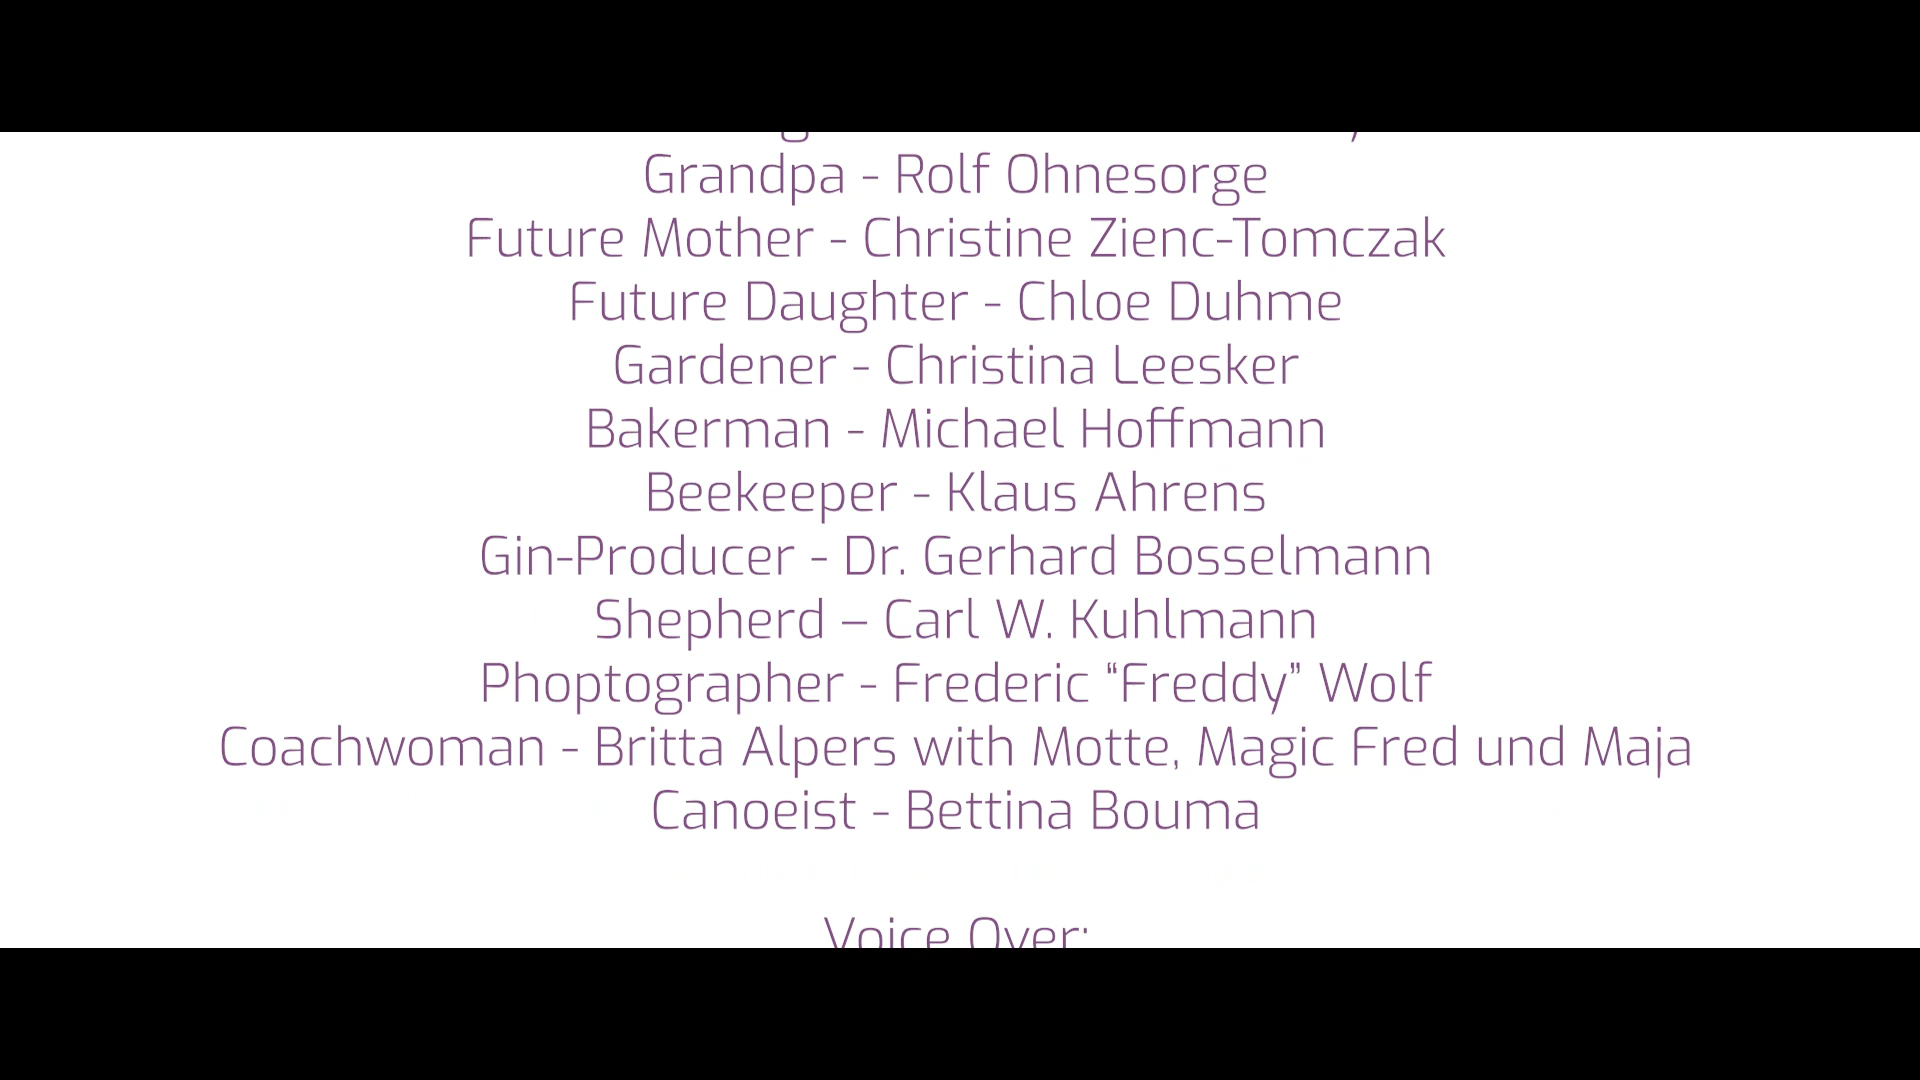 Grandpa - Rolf Ohnesorge
Future Mother - Christine Zienc-Tomczak
Future Daughter - Chloe Duhme
Gardener - Christina Leesker
Bakerman - Michael Hoffmann
Beekeeper - Klaus Ahrens
Gin-Producer - Dr. Gerhard Bosselmann
Shepherd – Carl W. Kuhlmann
Phoptographer - Frederic “Freddy” Wolf
Coachwoman - Britta Alpers with Motte, Magic Fred und Maja
Canoeist - Bettina Bouma
Voice Over: